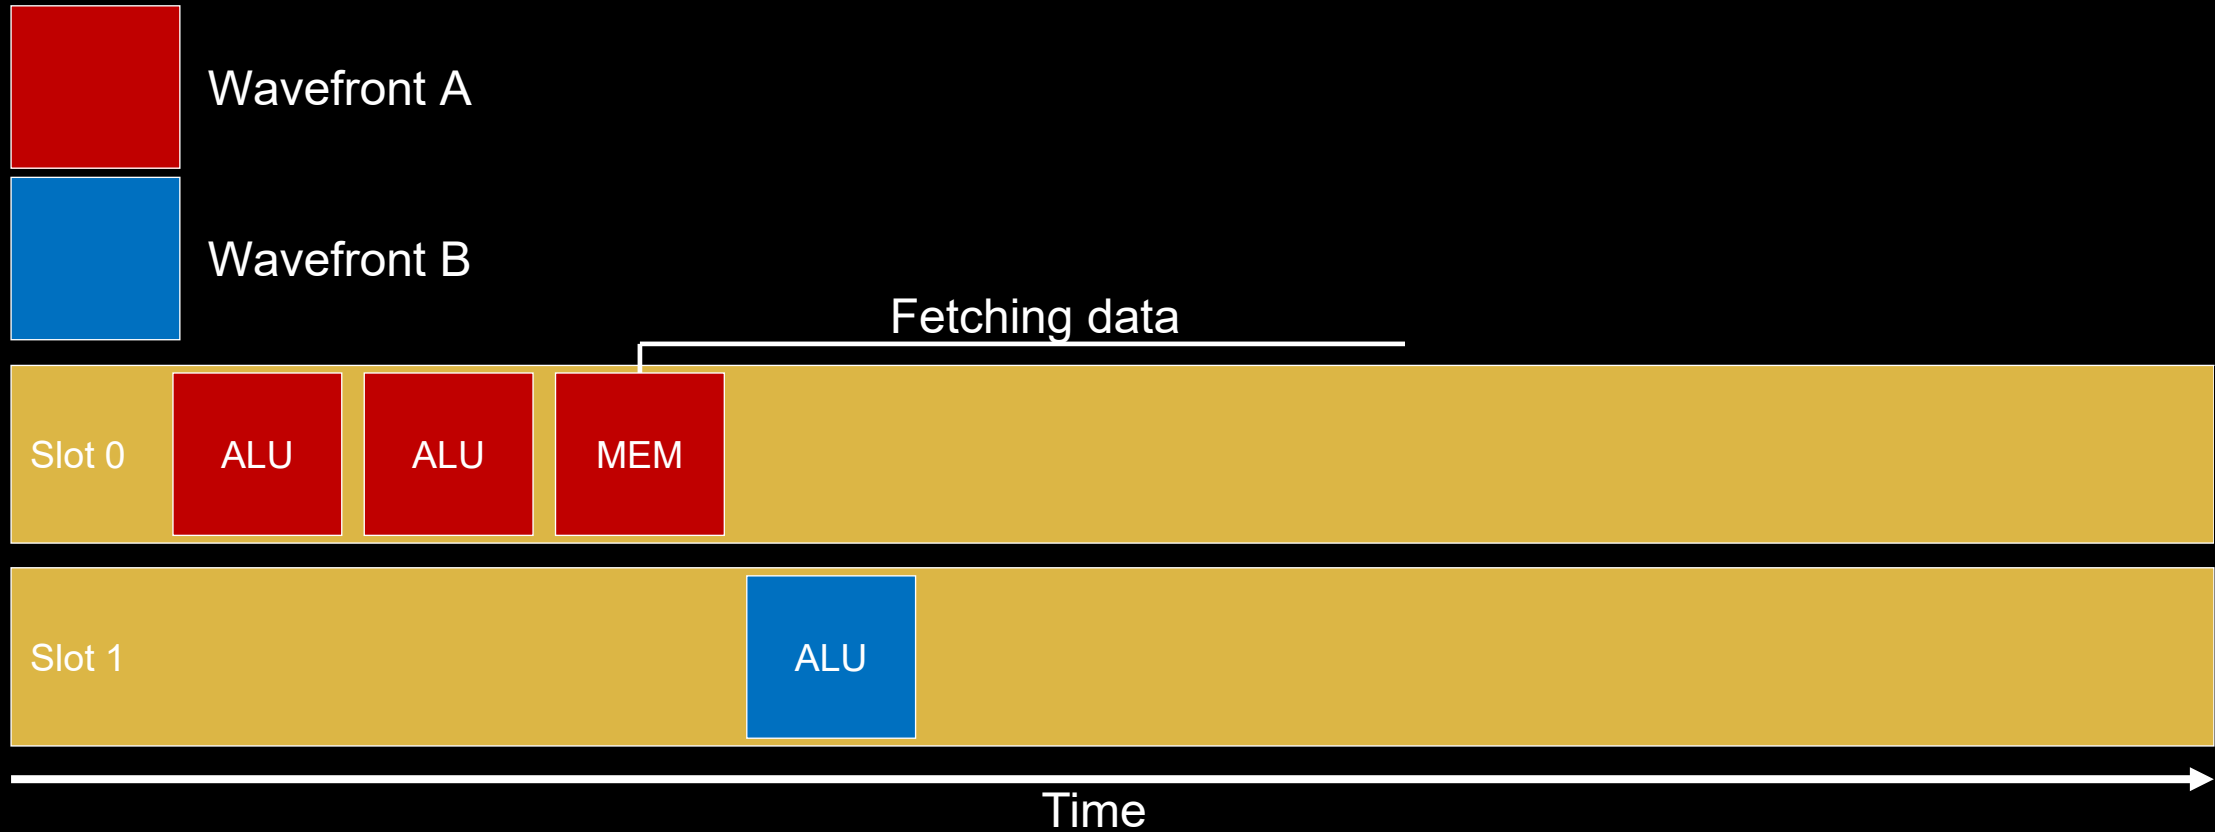 Wavefront A
Wavefront B
Fetching data
Slot 0 ALU ALU MEM
Slot 1 ALU
Time